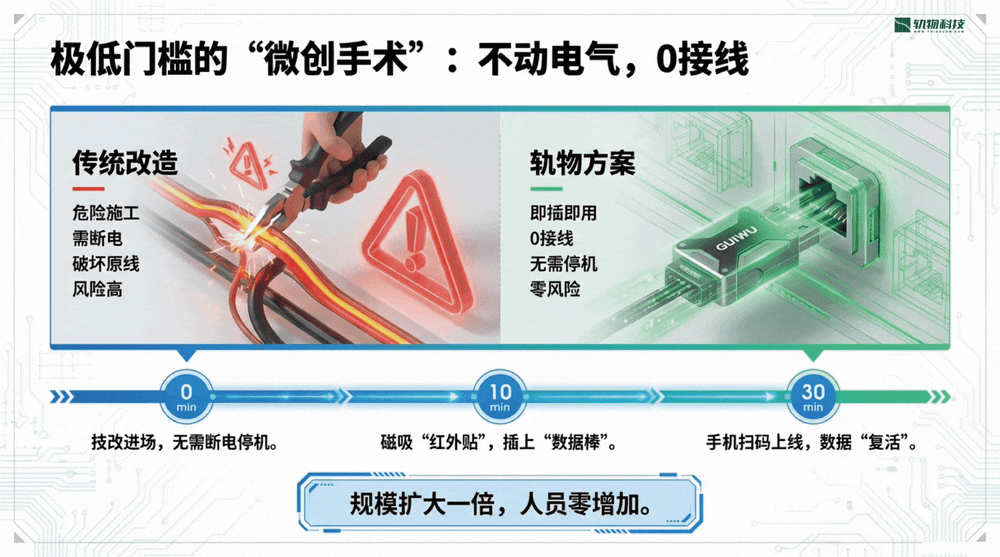 轨物科技
WWW.THINGCOM.COM
极低门槛的“微创手术”：不动电气，0接线
传统改造
危险施工
需断电
破坏原线
风险高
轨物方案
即插即用
0接线
无需停机
零风险
GUIWU
0
min
10
min
30
min
技改进场，无需断电停机。
磁吸“红外贴”，插上“数据棒”。
手机扫码上线，数据“复活”。
规模扩大一倍，人员零增加。